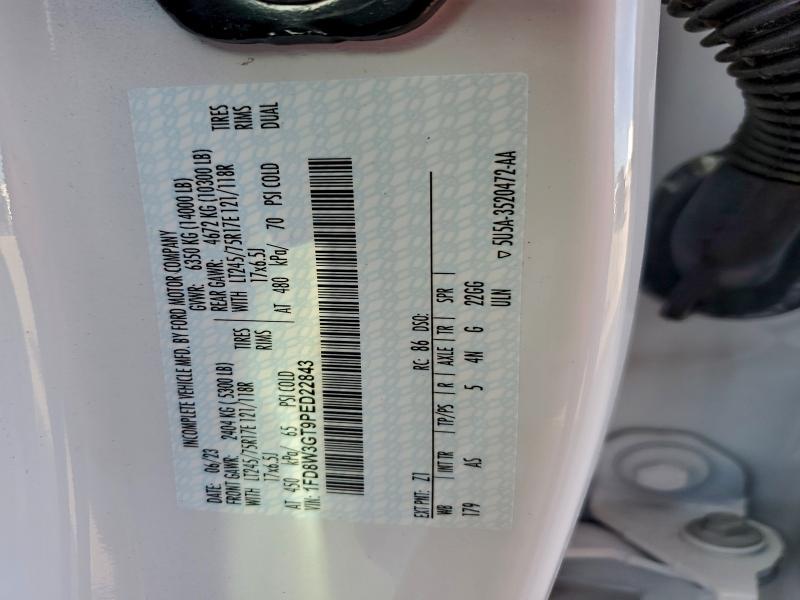 INCOMPLETE VEHICLE MFD. BY FORD MOTOR COMPANY
DATE: 06/23 GVWR: 6350 KG (14000 LB)
FRONT GAWR: 2404 KG (5300 LB) REAR GAWR: 4672 KG (10300 LB)
WITH LT245/75R17E 121/118R TIRES WITH LT245/75R17E 121/118R TIRES
17x6.5J RIMS 17x6.5J RIMS
AT 450 kPa/ 65 PSI COLD AT 480 kPa/ 70 PSI COLD DUAL
VIN: 1FD8W3GT9PED22843
EXT PNT: Z1 RC: 86 DSO:
WB INT TR TP/PS R AXLE TR SPR
179 AS 5 4N G 22GG
ULN
▽ 5U5A-3520472-AA